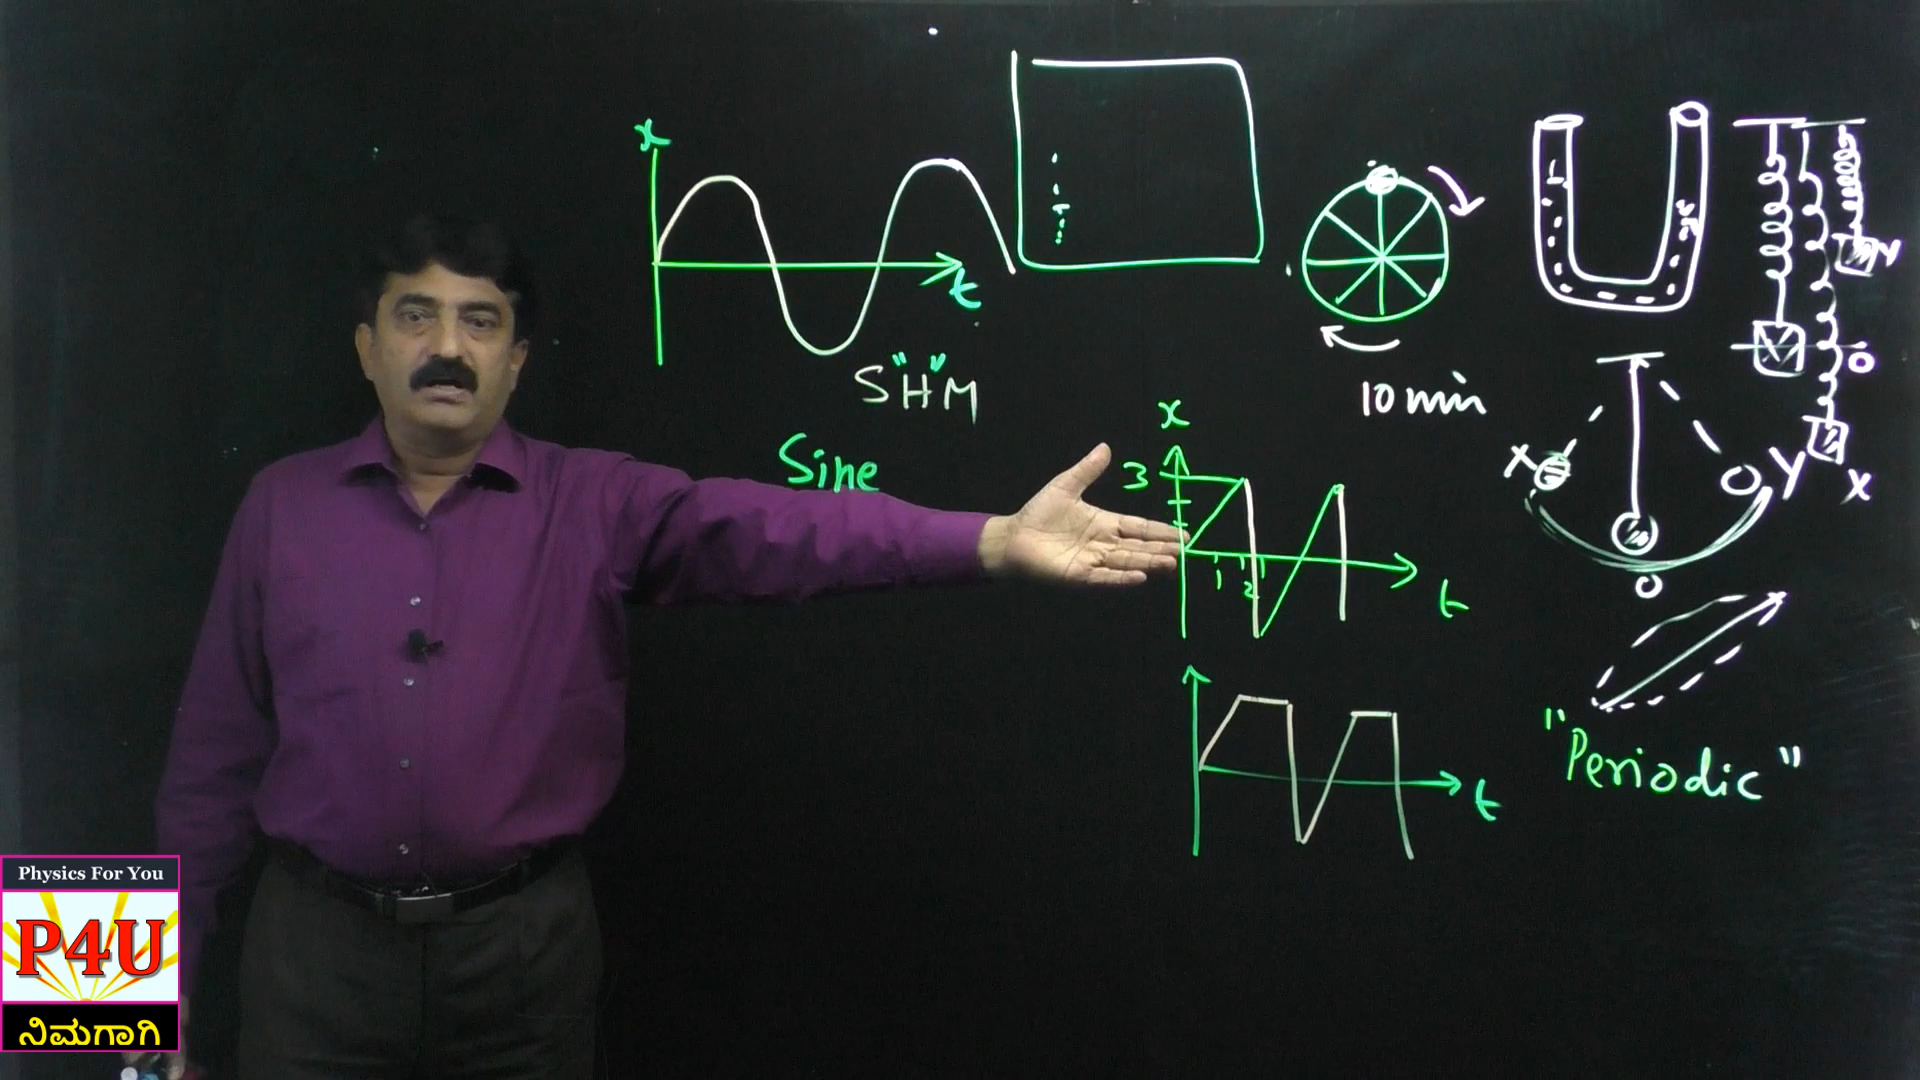 x
t
S"H"M
Sine
10 min
x
3
1
2
t
t
Y
O
X
X
Y
O
"Periodic"
Physics For You
P4U
ನಿಮಗಾಗಿ